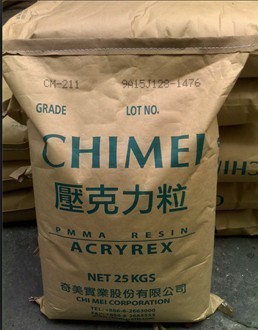 CM-211 9A15J128-1476
GRADE LOT NO.
CHIMEI
壓克力粒
PMMA RESIN
ACRYREX
NET 25 KGS
奇美實業股份有限公司
CHI MEI CORPORATION